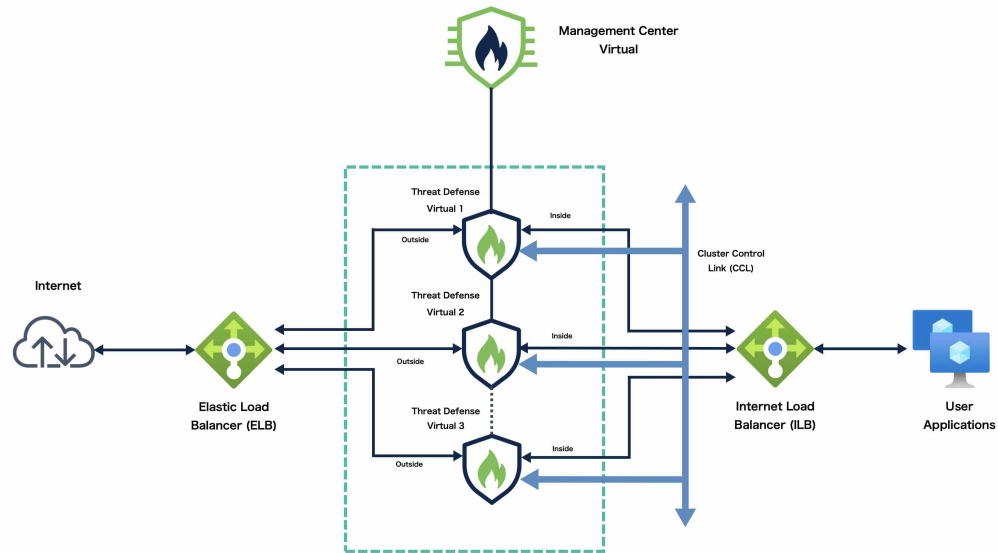 Management Center
Virtual
Threat Defense
Virtual 1
Inside
Outside
Cluster Control
Link (CCL)
Internet
Threat Defense
Virtual 2
Inside
Outside
Elastic Load
Balancer (ELB)
Internet Load
Balancer (ILB)
User
Applications
Threat Defense
Virtual 3
Inside
Outside